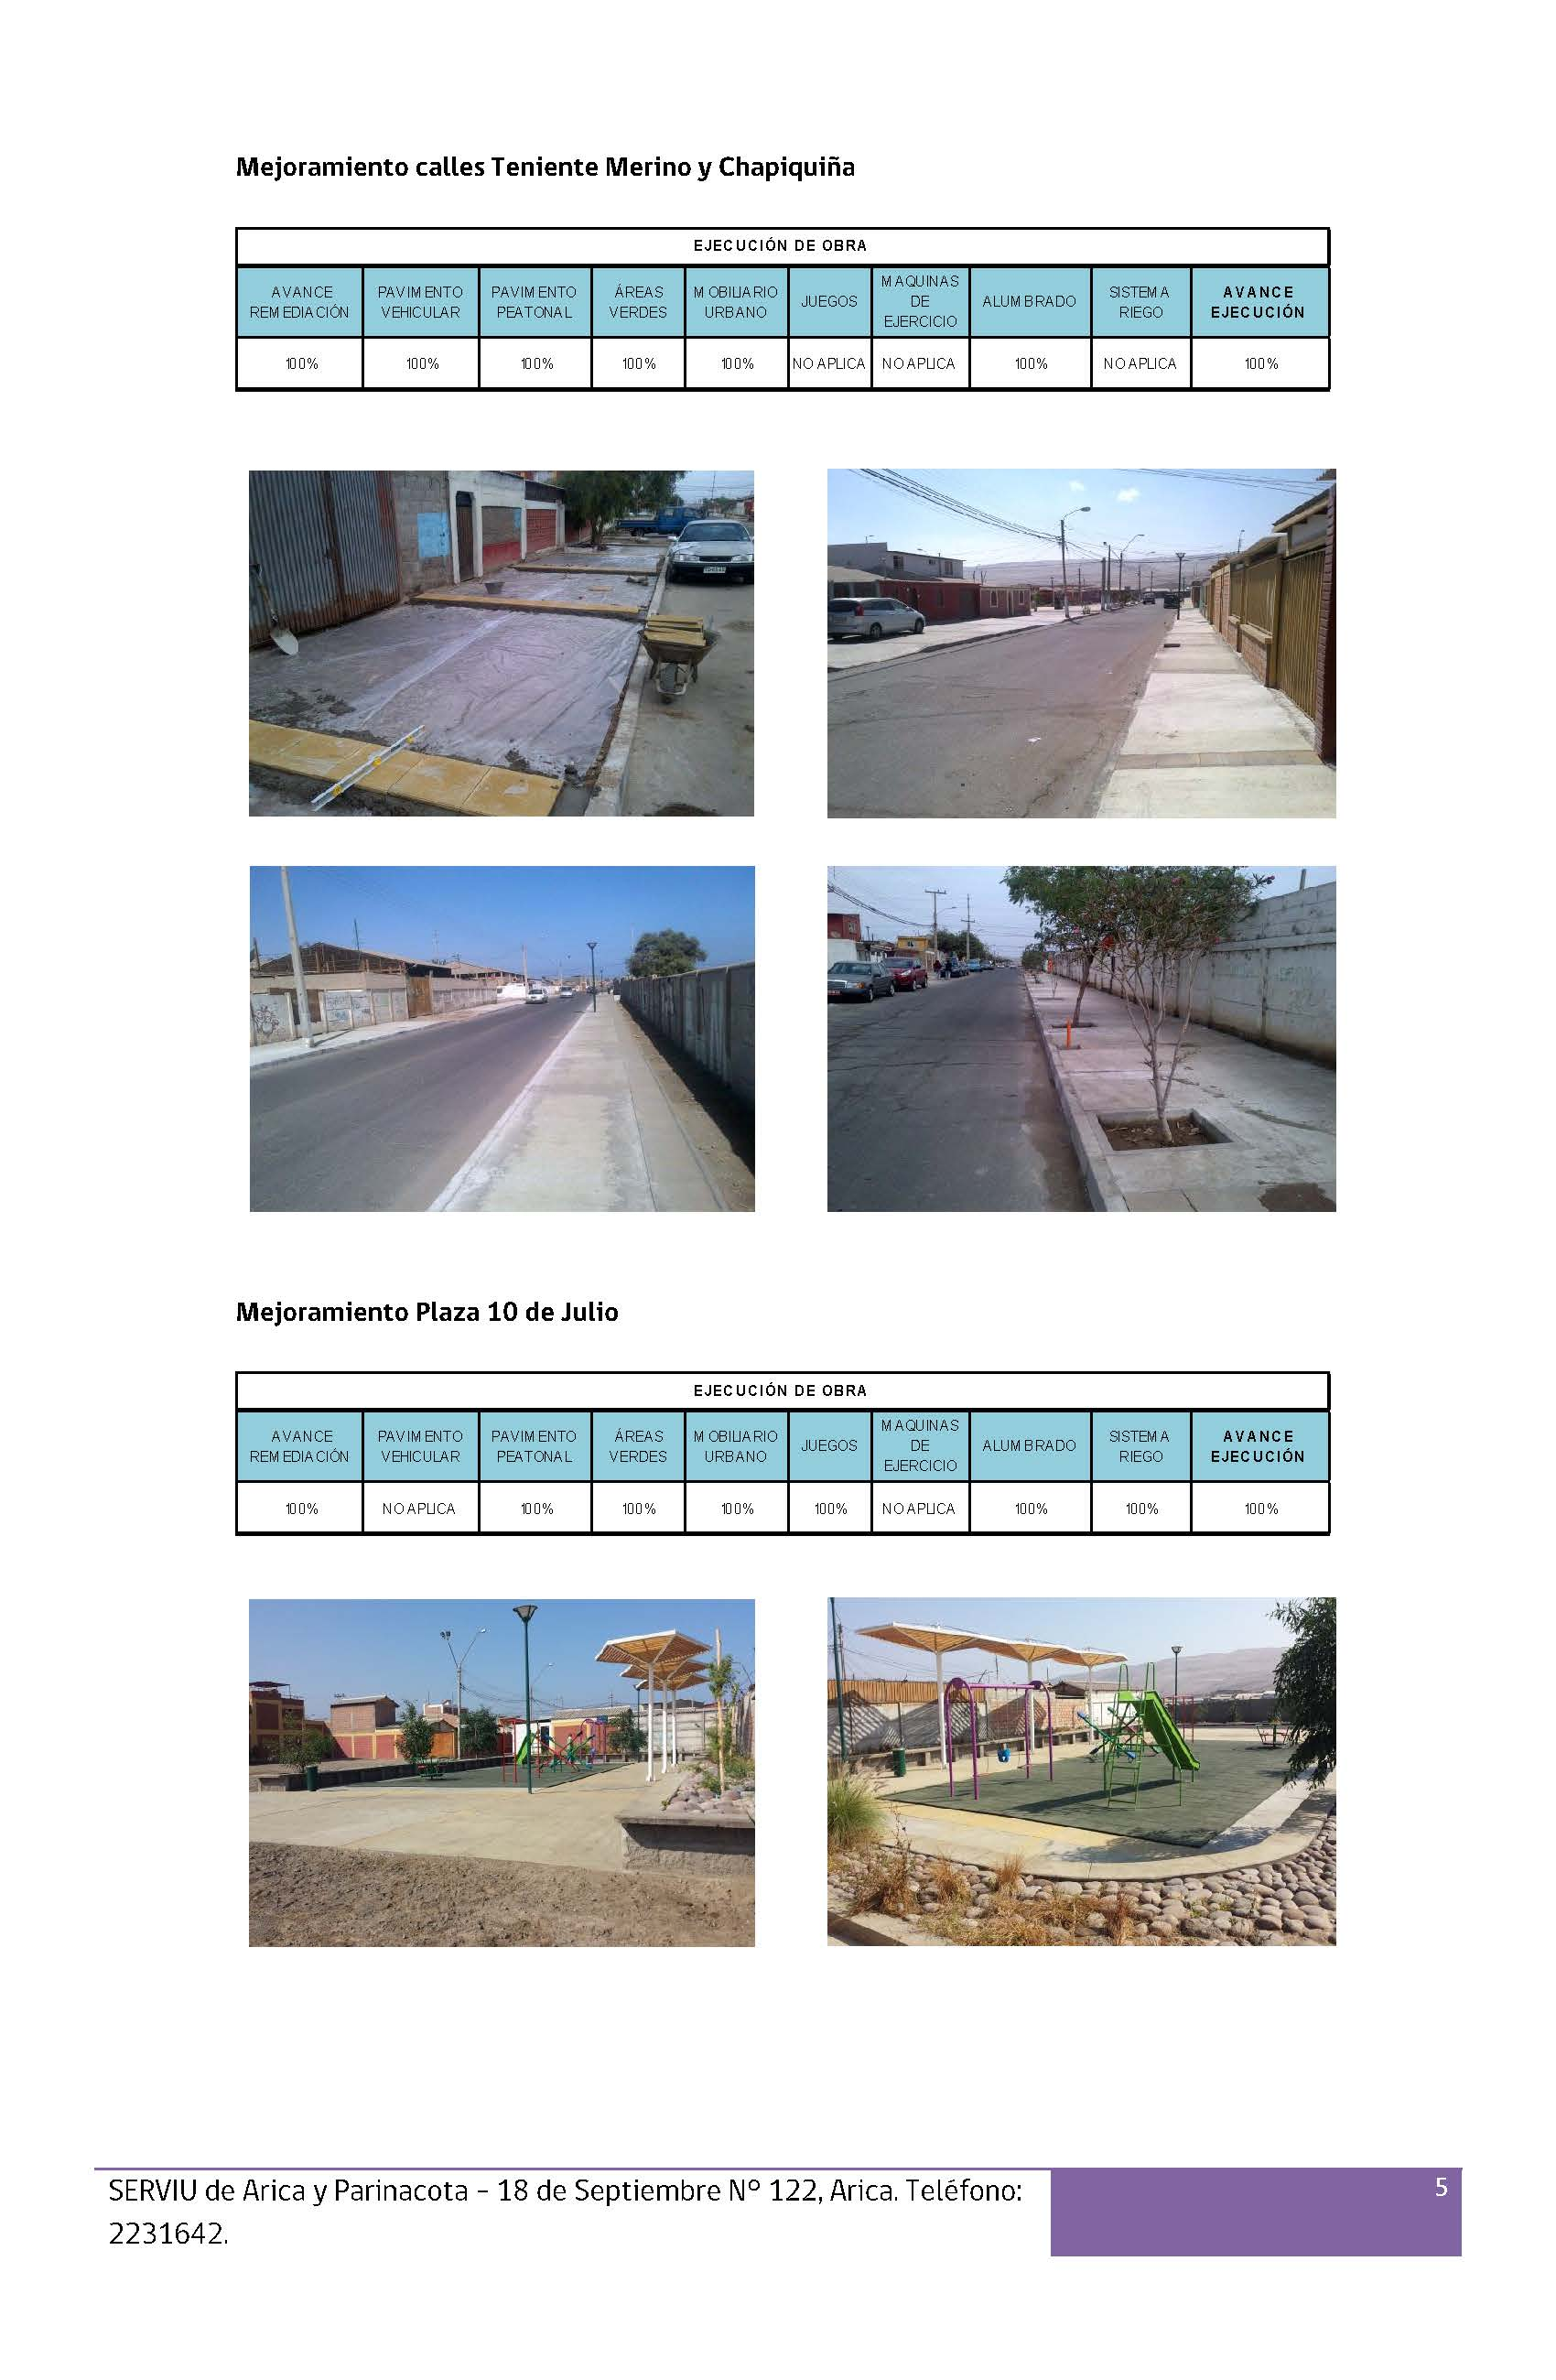 Mejoramiento calles Teniente Merino y Chapiquiña
EJECUCIÓN DE OBRA
AVANCE REMEDIACIÓN PAVIMENTO VEHICULAR PAVIMENTO PEATONAL ÁREAS VERDES MOBILIARIO URBANO JUEGOS MAQUINAS DE EJERCICIO ALUMBRADO SISTEMA RIEGO AVANCE EJECUCIÓN
100% 100% 100% 100% 100% NO APLICA NO APLICA 100% NO APLICA 100%
Mejoramiento Plaza 10 de Julio
EJECUCIÓN DE OBRA
AVANCE REMEDIACIÓN PAVIMENTO VEHICULAR PAVIMENTO PEATONAL ÁREAS VERDES MOBILIARIO URBANO JUEGOS MAQUINAS DE EJERCICIO ALUMBRADO SISTEMA RIEGO AVANCE EJECUCIÓN
100% NO APLICA 100% 100% 100% 100% NO APLICA 100% 100% 100%
SERVIU de Arica y Parinacota – 18 de Septiembre Nº 122, Arica. Teléfono:
2231642.
5